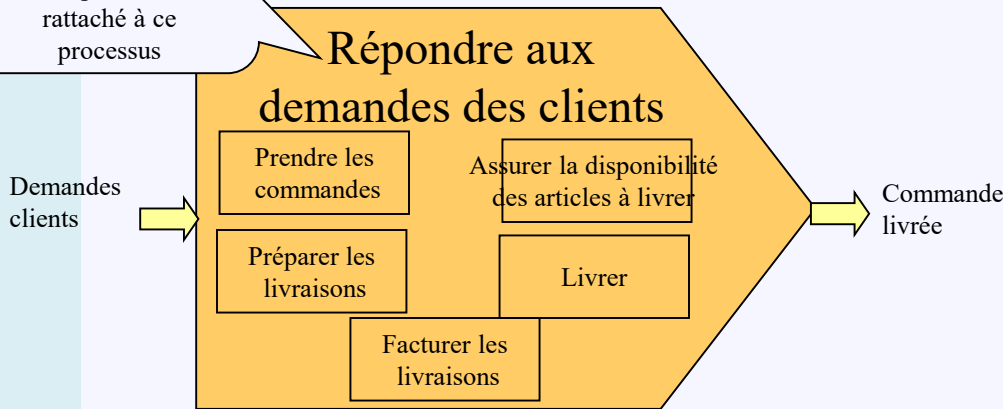 rattaché à ce
processus
Répondre aux
demandes des clients
Prendre les
commandes
Assurer la disponibilité
des articles à livrer
Demandes
clients
Commande
livrée
Préparer les
livraisons
Livrer
Facturer les
livraisons